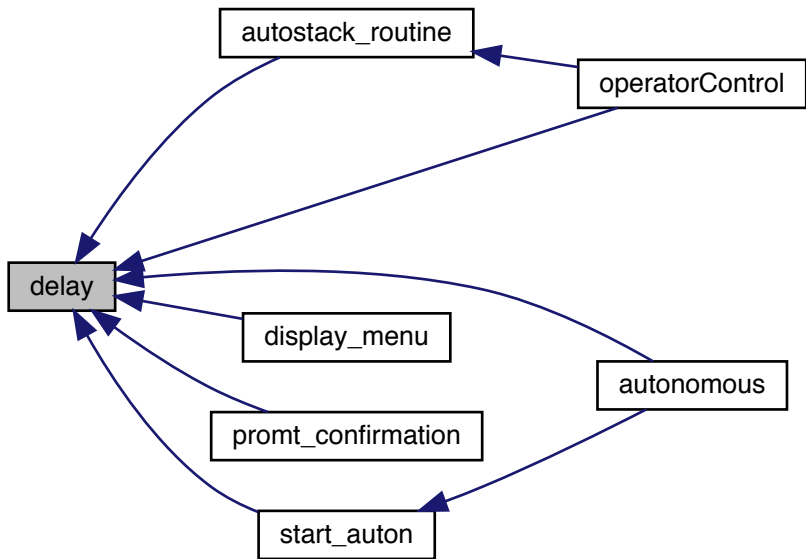 autostack_routine
operatorControl
delay
display_menu
autonomous
promt_confirmation
start_auton